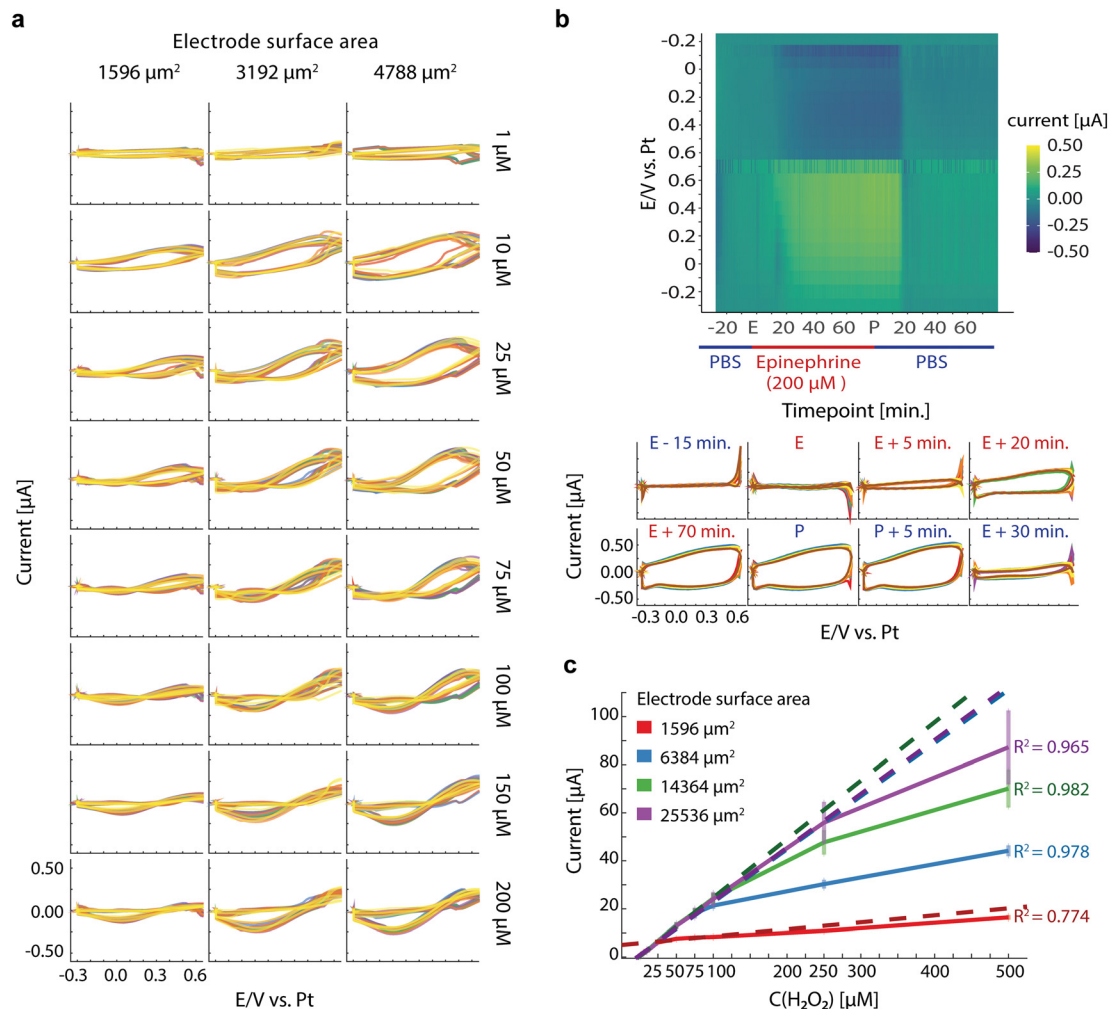 a
Electrode surface area
1596 µm² 3192 µm² 4788 µm²
1 µM
10 µM
25 µM
50 µM
75 µM
100 µM
150 µM
200 µM
Current [µA]
0.50
0.00
-0.50
-0.3 0.0 0.3 0.6
E/V vs. Pt
b
-0.2
0
0.2
0.4
0.6
0.6
0.4
0.2
0
-0.2
E/V vs. Pt
current [µA]
0.50
0.25
0.00
-0.25
-0.50
-20 E 20 40 60 P 20 40 60
PBS Epinephrine PBS
(200 µM )
Timepoint [min.]
E - 15 min. E E + 5 min. E + 20 min.
E + 70 min. P P + 5 min. E + 30 min.
Current [µA]
0.50
0.00
-0.50
-0.3 0.0 0.3 0.6
E/V vs. Pt
c
Electrode surface area
1596 µm²
6384 µm²
14364 µm²
25536 µm²
R² = 0.965
R² = 0.982
R² = 0.978
R² = 0.774
Current [µA]
100
80
60
40
20
0
25 50 75 100 200 250 300 400 500
C(H₂O₂) [µM]